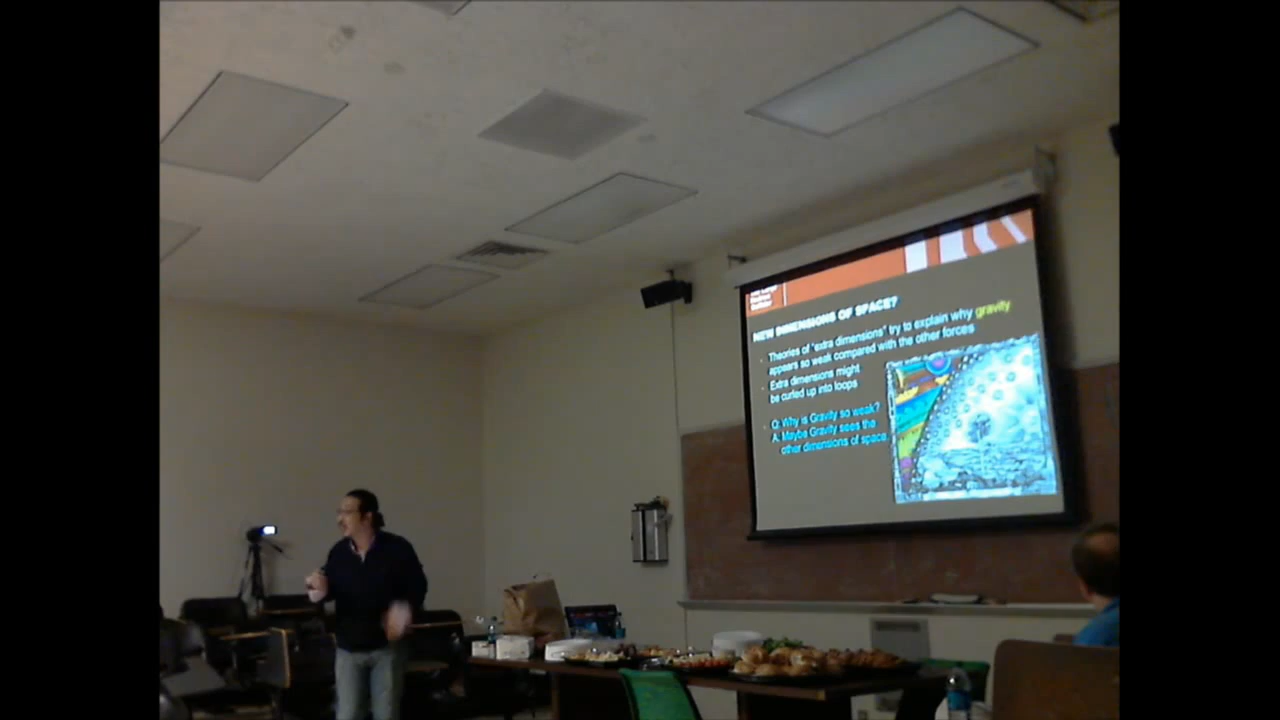 NEW DIMENSIONS OF SPACE?
Theories of "extra dimensions" try to explain why gravity
appears so weak compared with the other forces
Extra dimensions might
be curled up into loops
Q: Why is Gravity so weak?
A: Maybe Gravity sees the
other dimensions of space.